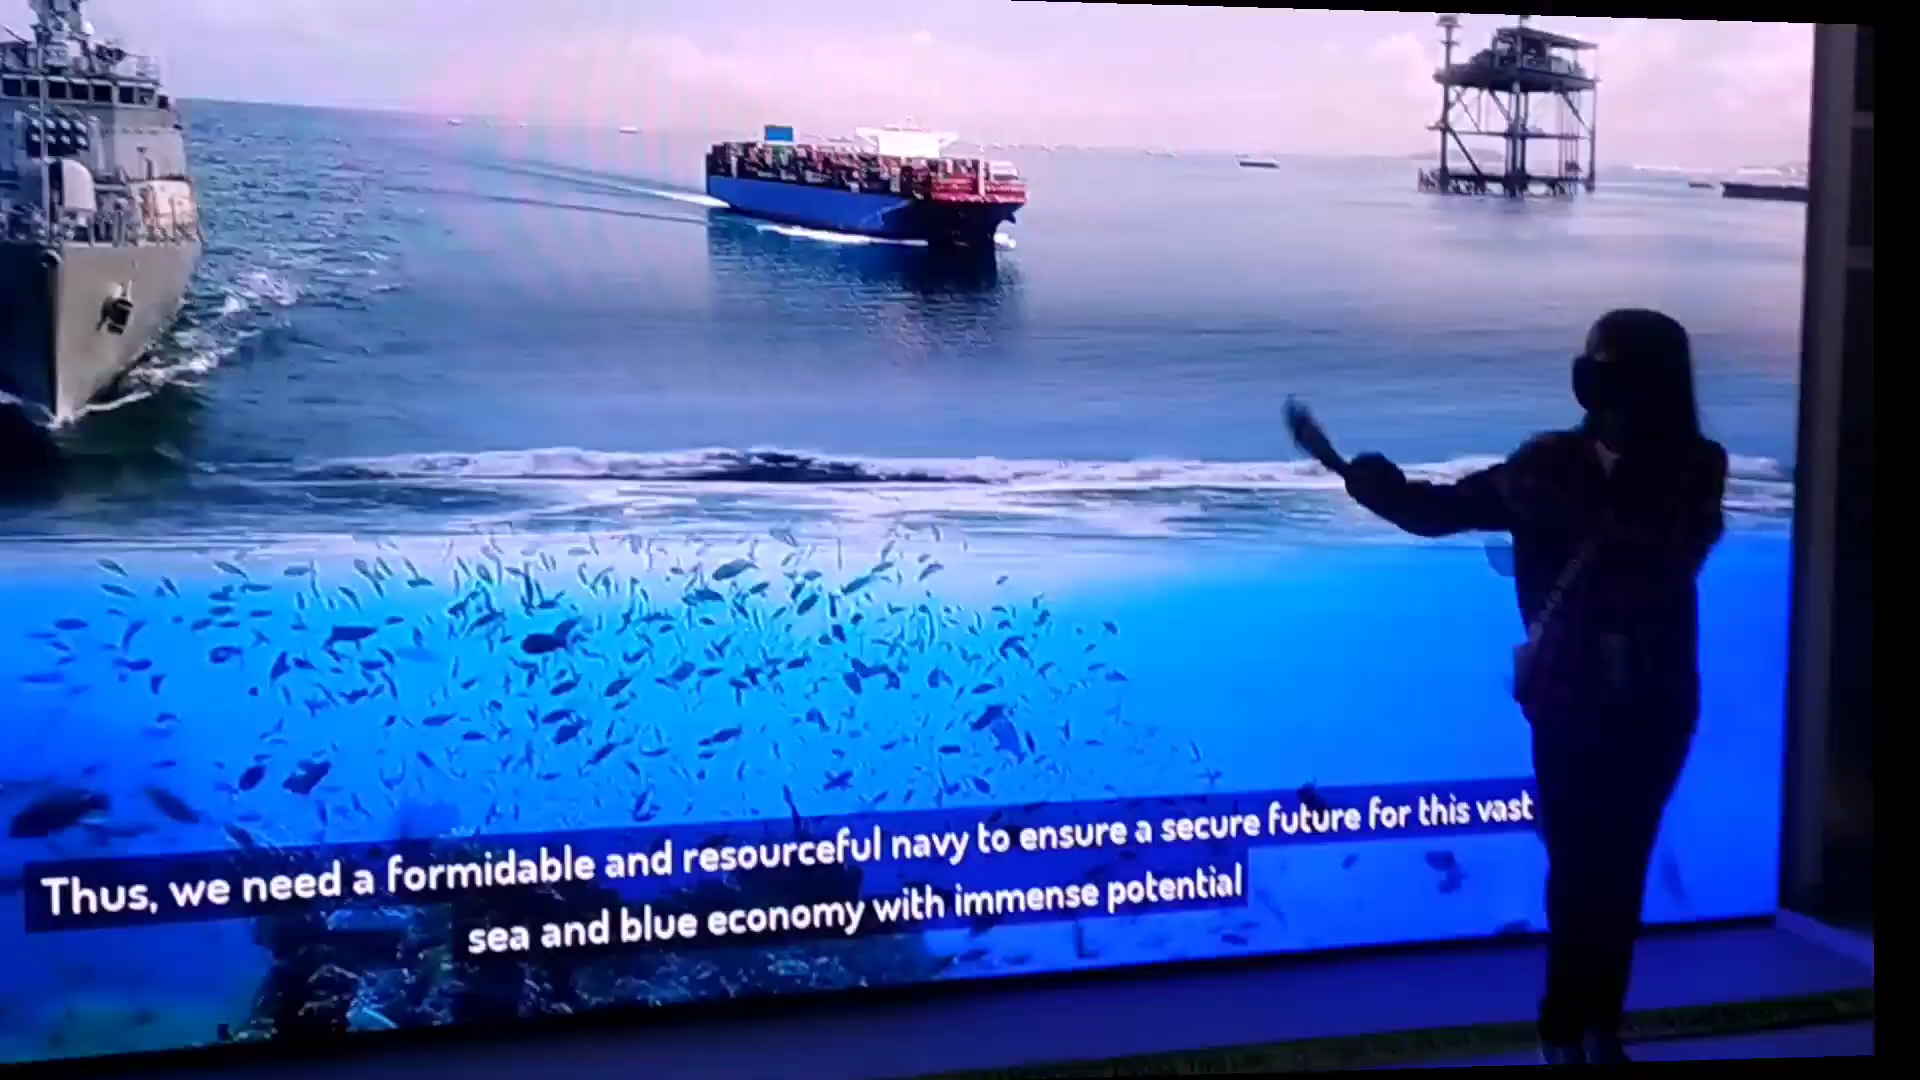 Thus, we need a formidable and resourceful navy to ensure a secure future for this vast
sea and blue economy with immense potential